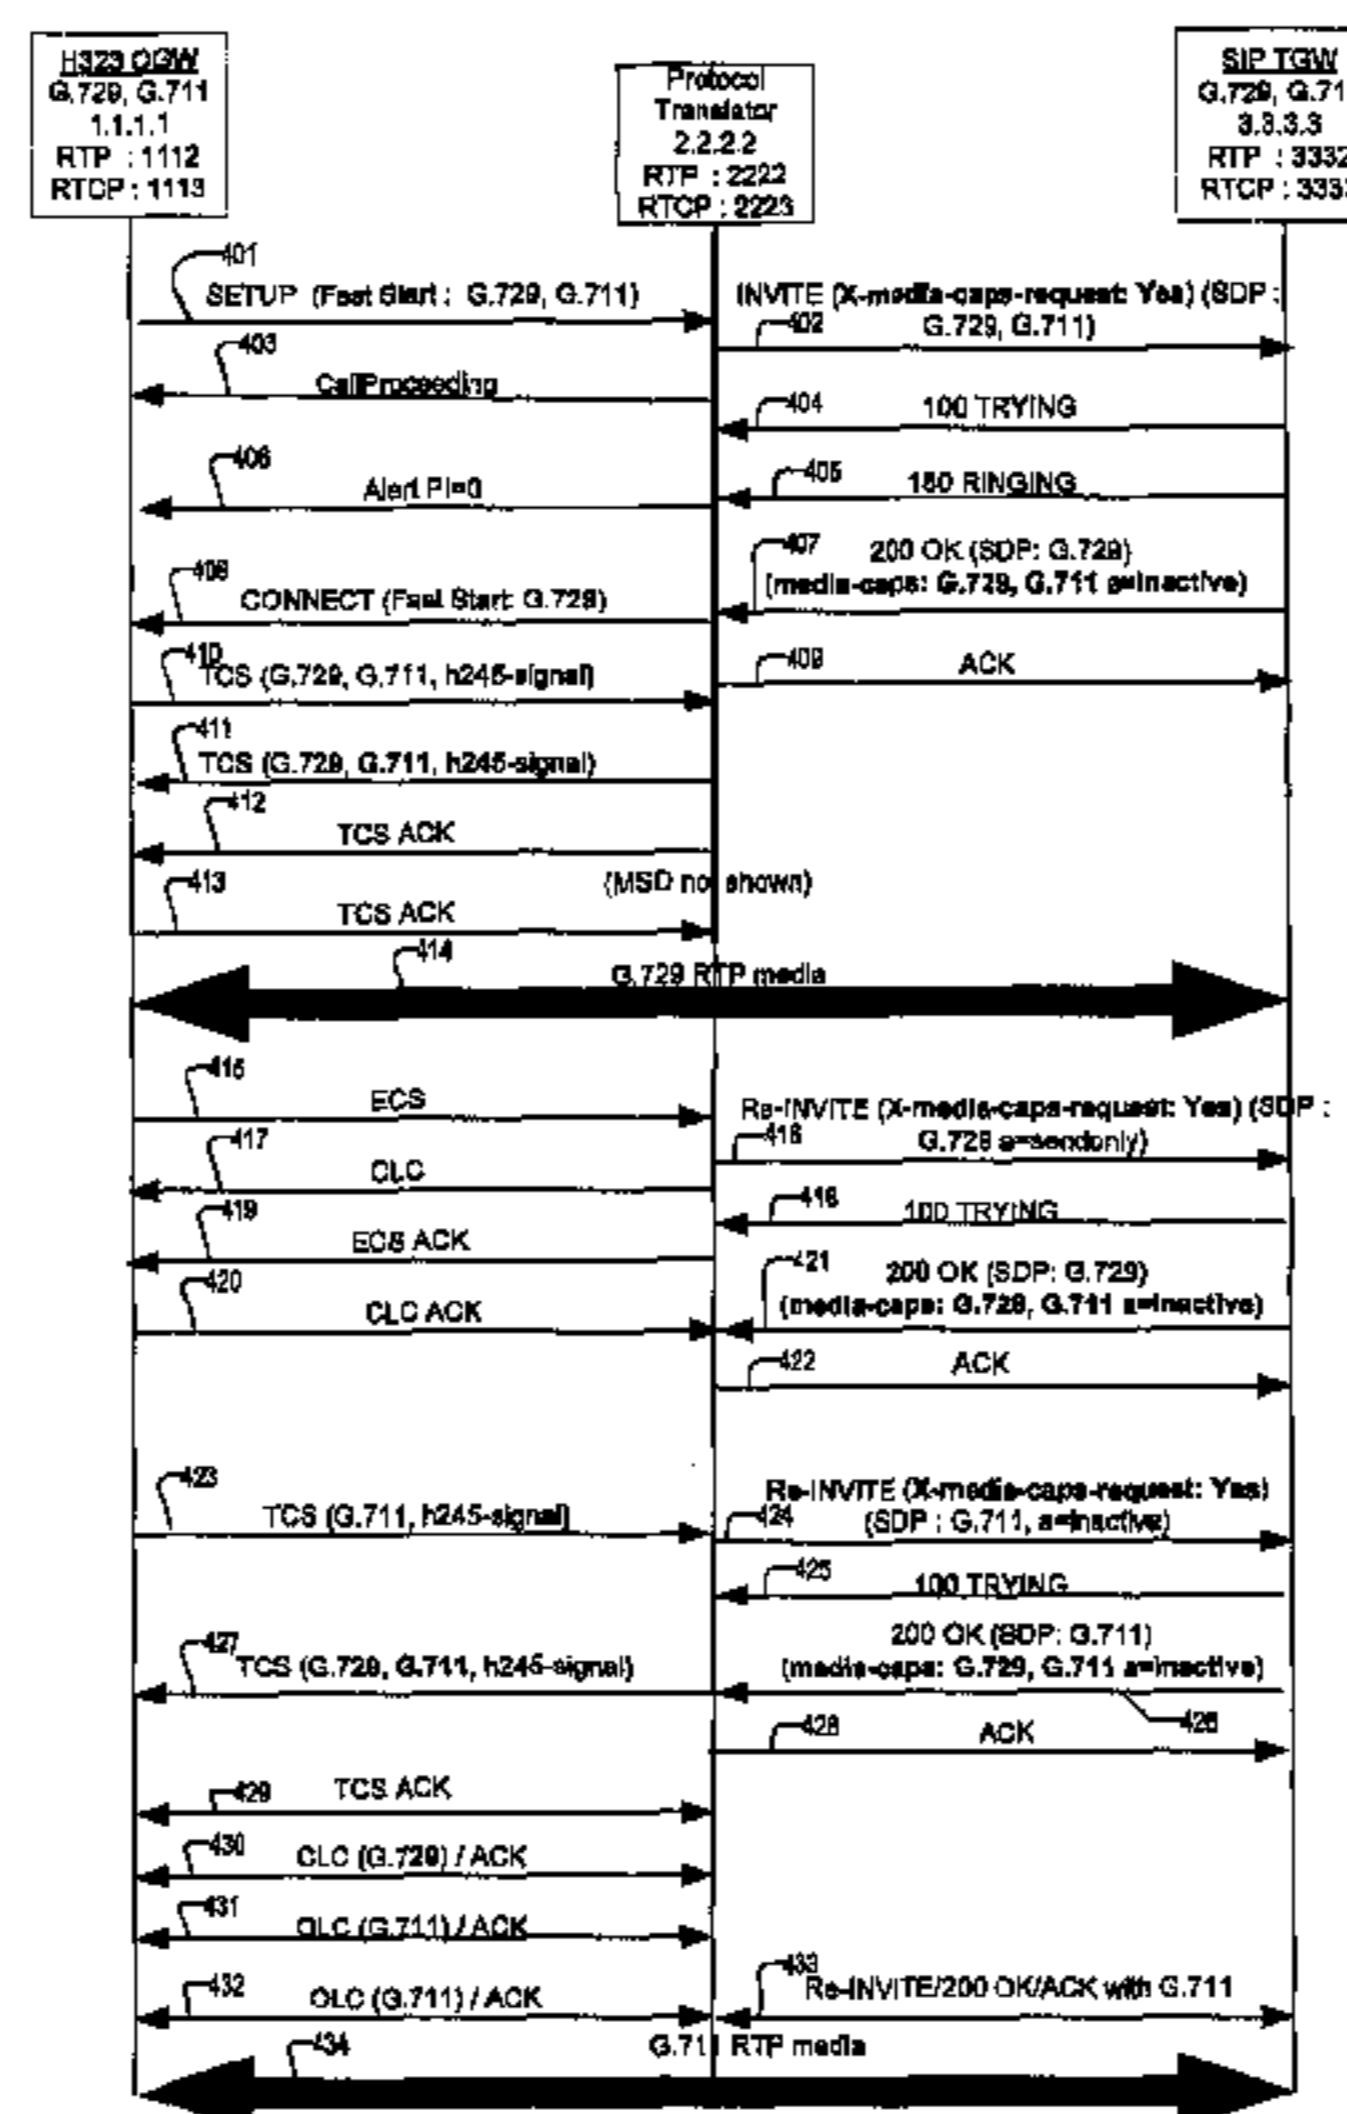 H323 OGW
G.729, G.711
1.1.1.1
RTP : 1112
RTCP : 1113
Protocol
Translator
2.2.2.2
RTP : 2222
RTCP : 2223
SIP TGW
G.729, G.71
3.3.3.3
RTP : 3332
RTCP : 333
401
SETUP (Fast Start : G.729, G.711)
INVITE (X-media-caps-request: Yes) (SDP :
G.729, G.711)
402
403
CallProceeding
404
100 TRYING
406
Alert PI=0
405
180 RINGING
407
200 OK (SDP: G.729)
(media-caps: G.729, G.711 a=inactive)
408
CONNECT (Fast Start: G.729)
410
TCS (G.729, G.711, h245-signal)
409
ACK
411
TCS (G.729, G.711, h245-signal)
412
TCS ACK
(MSD not shown)
413
TCS ACK
414
G.729 RTP media
415
ECS
Re-INVITE (X-media-caps-request: Yes) (SDP :
G.729 a=sendonly)
416
417
CLC
418
100 TRYING
419
ECS ACK
421
200 OK (SDP: G.729)
(media-caps: G.729, G.711 a=inactive)
420
CLC ACK
422
ACK
423
TCS (G.711, h245-signal)
Re-INVITE (X-media-caps-request: Yes)
(SDP : G.711, a=inactive)
424
425
100 TRYING
427
TCS (G.729, G.711, h245-signal)
200 OK (SDP: G.711)
(media-caps: G.729, G.711 a=inactive)
426
428
ACK
429
TCS ACK
430
CLC (G.729) / ACK
431
OLC (G.711) / ACK
432
OLC (G.711) / ACK
433
Re-INVITE/200 OK/ACK with G.711
434
G.711 RTP media